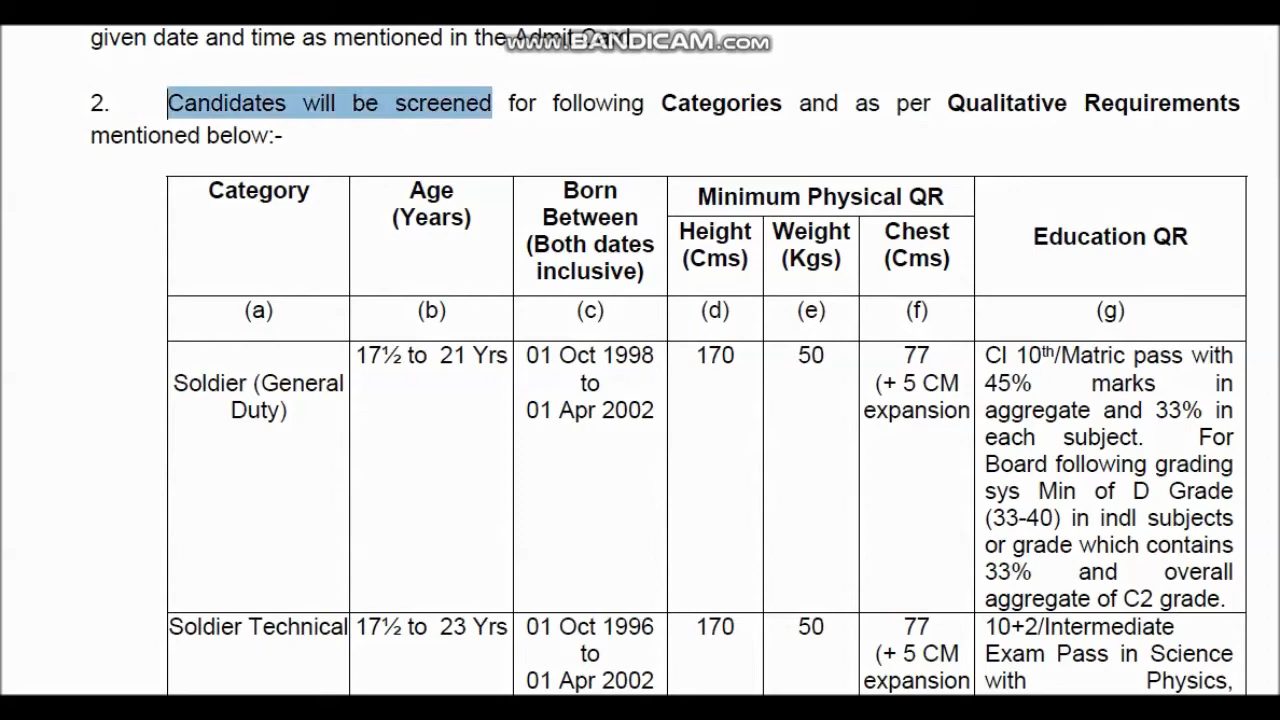 given date and time as mentioned in the Admit Card
www.BANDICAM.com
2. Candidates will be screened for following Categories and as per Qualitative Requirements
mentioned below:-
Category
Age
(Years)
Born
Between
(Both dates
inclusive)
Minimum Physical QR
Height
(Cms)
Weight
(Kgs)
Chest
(Cms)
Education QR
(a) (b) (c) (d) (e) (f) (g)
Soldier (General
Duty)
17½ to 21 Yrs
01 Oct 1998
to
01 Apr 2002
170
50
77
(+ 5 CM
expansion
Cl 10th/Matric pass with
45% marks in
aggregate and 33% in
each subject. For
Board following grading
sys Min of D Grade
(33-40) in indl subjects
or grade which contains
33% and overall
aggregate of C2 grade.
Soldier Technical
17½ to 23 Yrs
01 Oct 1996
to
01 Apr 2002
170
50
77
(+ 5 CM
expansion
10+2/Intermediate
Exam Pass in Science
with Physics,